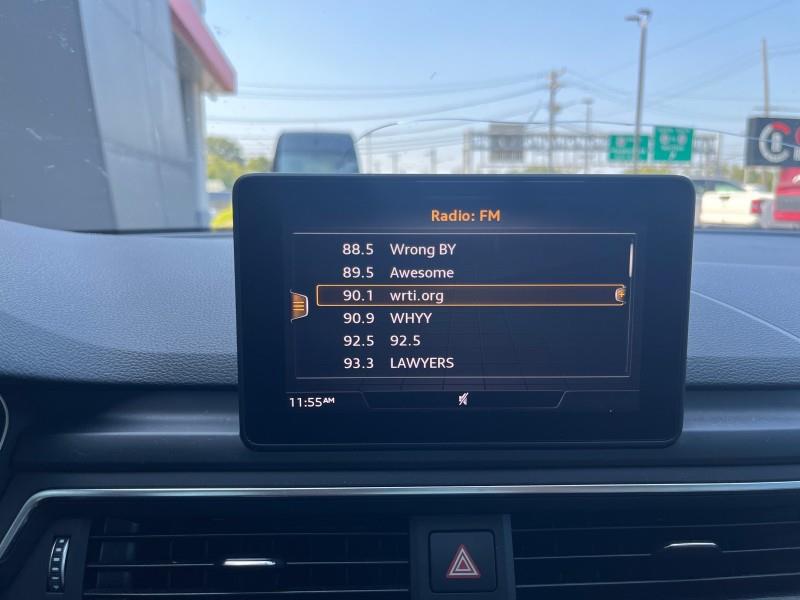 Radio: FM
88.5 Wrong BY
89.5 Awesome
90.1 wrti.org
90.9 WHYY
92.5 92.5
93.3 LAWYERS
11:55AM